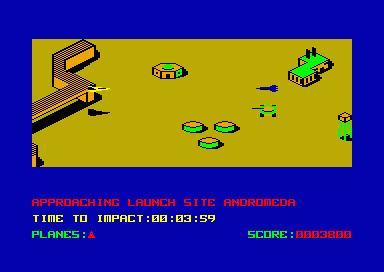 APPROACHING LAUNCH SITE ANDROMEDA
TIME TO IMPACT:00:03:59
PLANES: SCORE:0003800